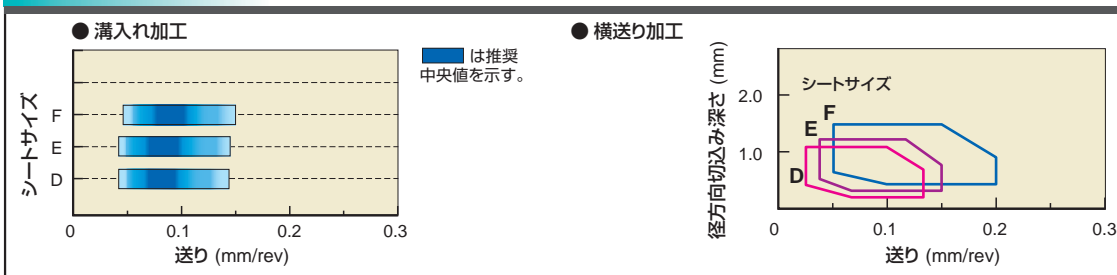 ● 溝入れ加工
シートサイズ
F
E
D
0
0.1
0.2
0.3
送り (mm/rev)
は推奨
中央値を示す。
● 横送り加工
径方向切込み深さ (mm)
2.0
1.0
シートサイズ
F
E
D
0
0.1
0.2
0.3
送り (mm/rev)